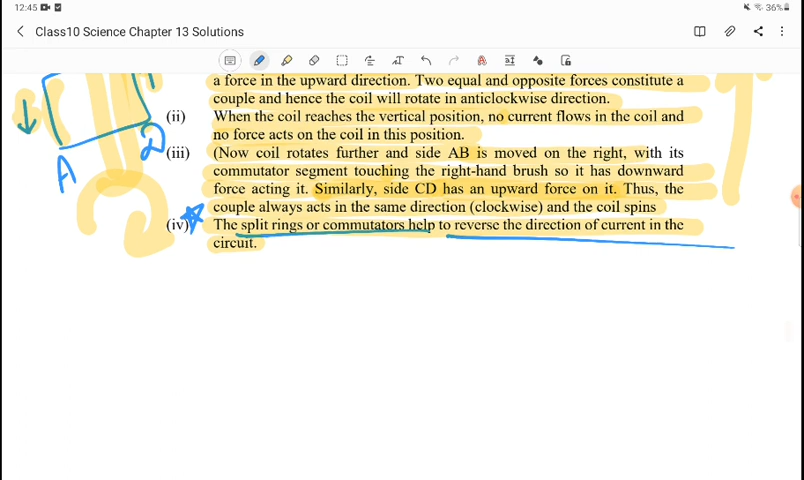 12:45
36%
Class10 Science Chapter 13 Solutions
a force in the upward direction. Two equal and opposite forces constitute a
couple and hence the coil will rotate in anticlockwise direction.
(ii) When the coil reaches the vertical position, no current flows in the coil and
no force acts on the coil in this position.
(iii) (Now coil rotates further and side AB is moved on the right, with its
commutator segment touching the right-hand brush so it has downward
force acting it. Similarly, side CD has an upward force on it. Thus, the
couple always acts in the same direction (clockwise) and the coil spins
(iv) The split rings or commutators help to reverse the direction of current in the
circuit.
A
D